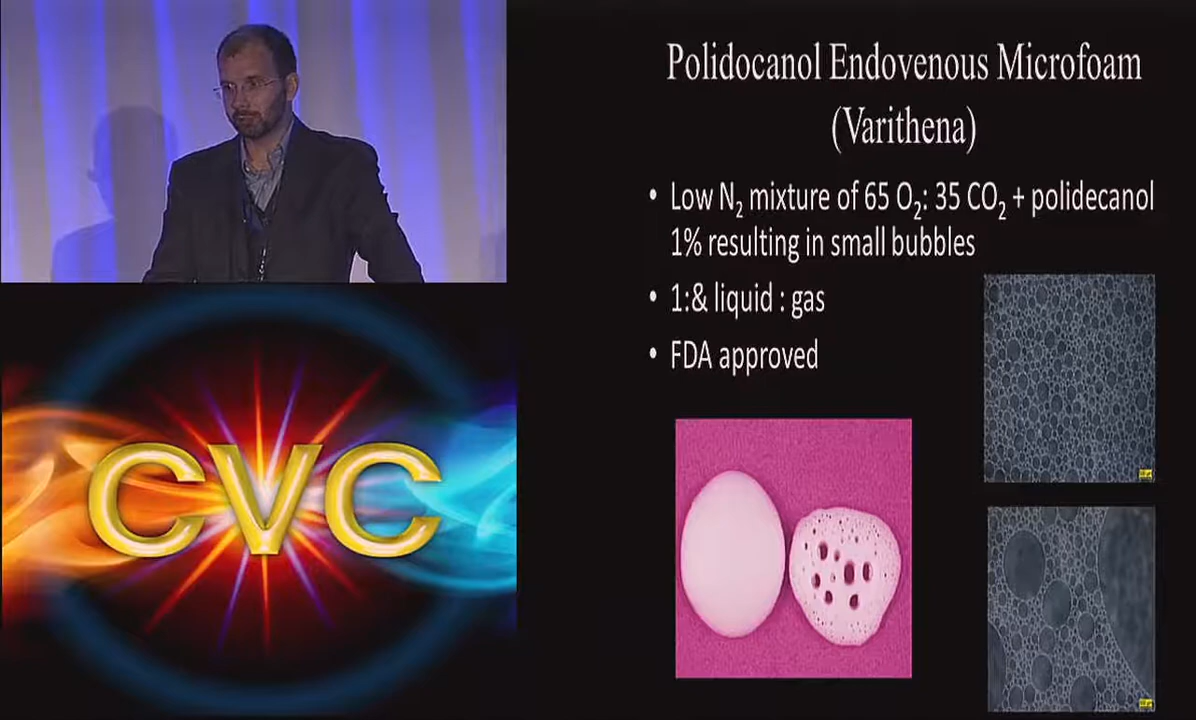 Polidocanol Endovenous Microfoam
(Varithena)
• Low N₂ mixture of 65 O₂: 35 CO₂ + polidecanol
1% resulting in small bubbles
• 1:& liquid : gas
• FDA approved
CVC